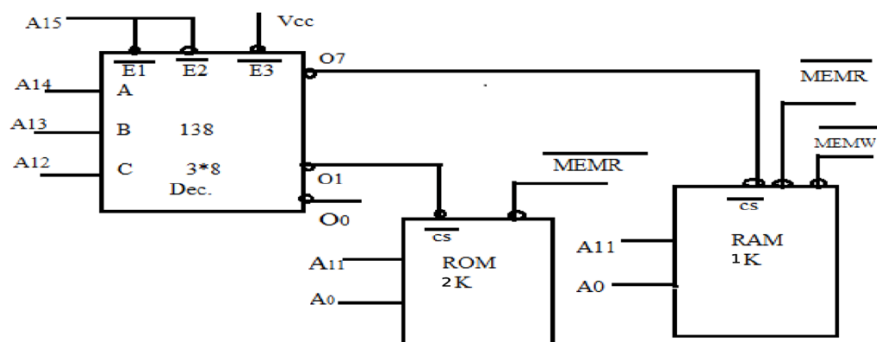 A15
Vcc
E1 E2 E3
O7
MEMR
A14
A
A13
B 138
MEMW
A12
C 3*8
Dec.
O1
MEMR
O0
cs
cs
A11
ROM
2K
A0
A11
RAM
1K
A0